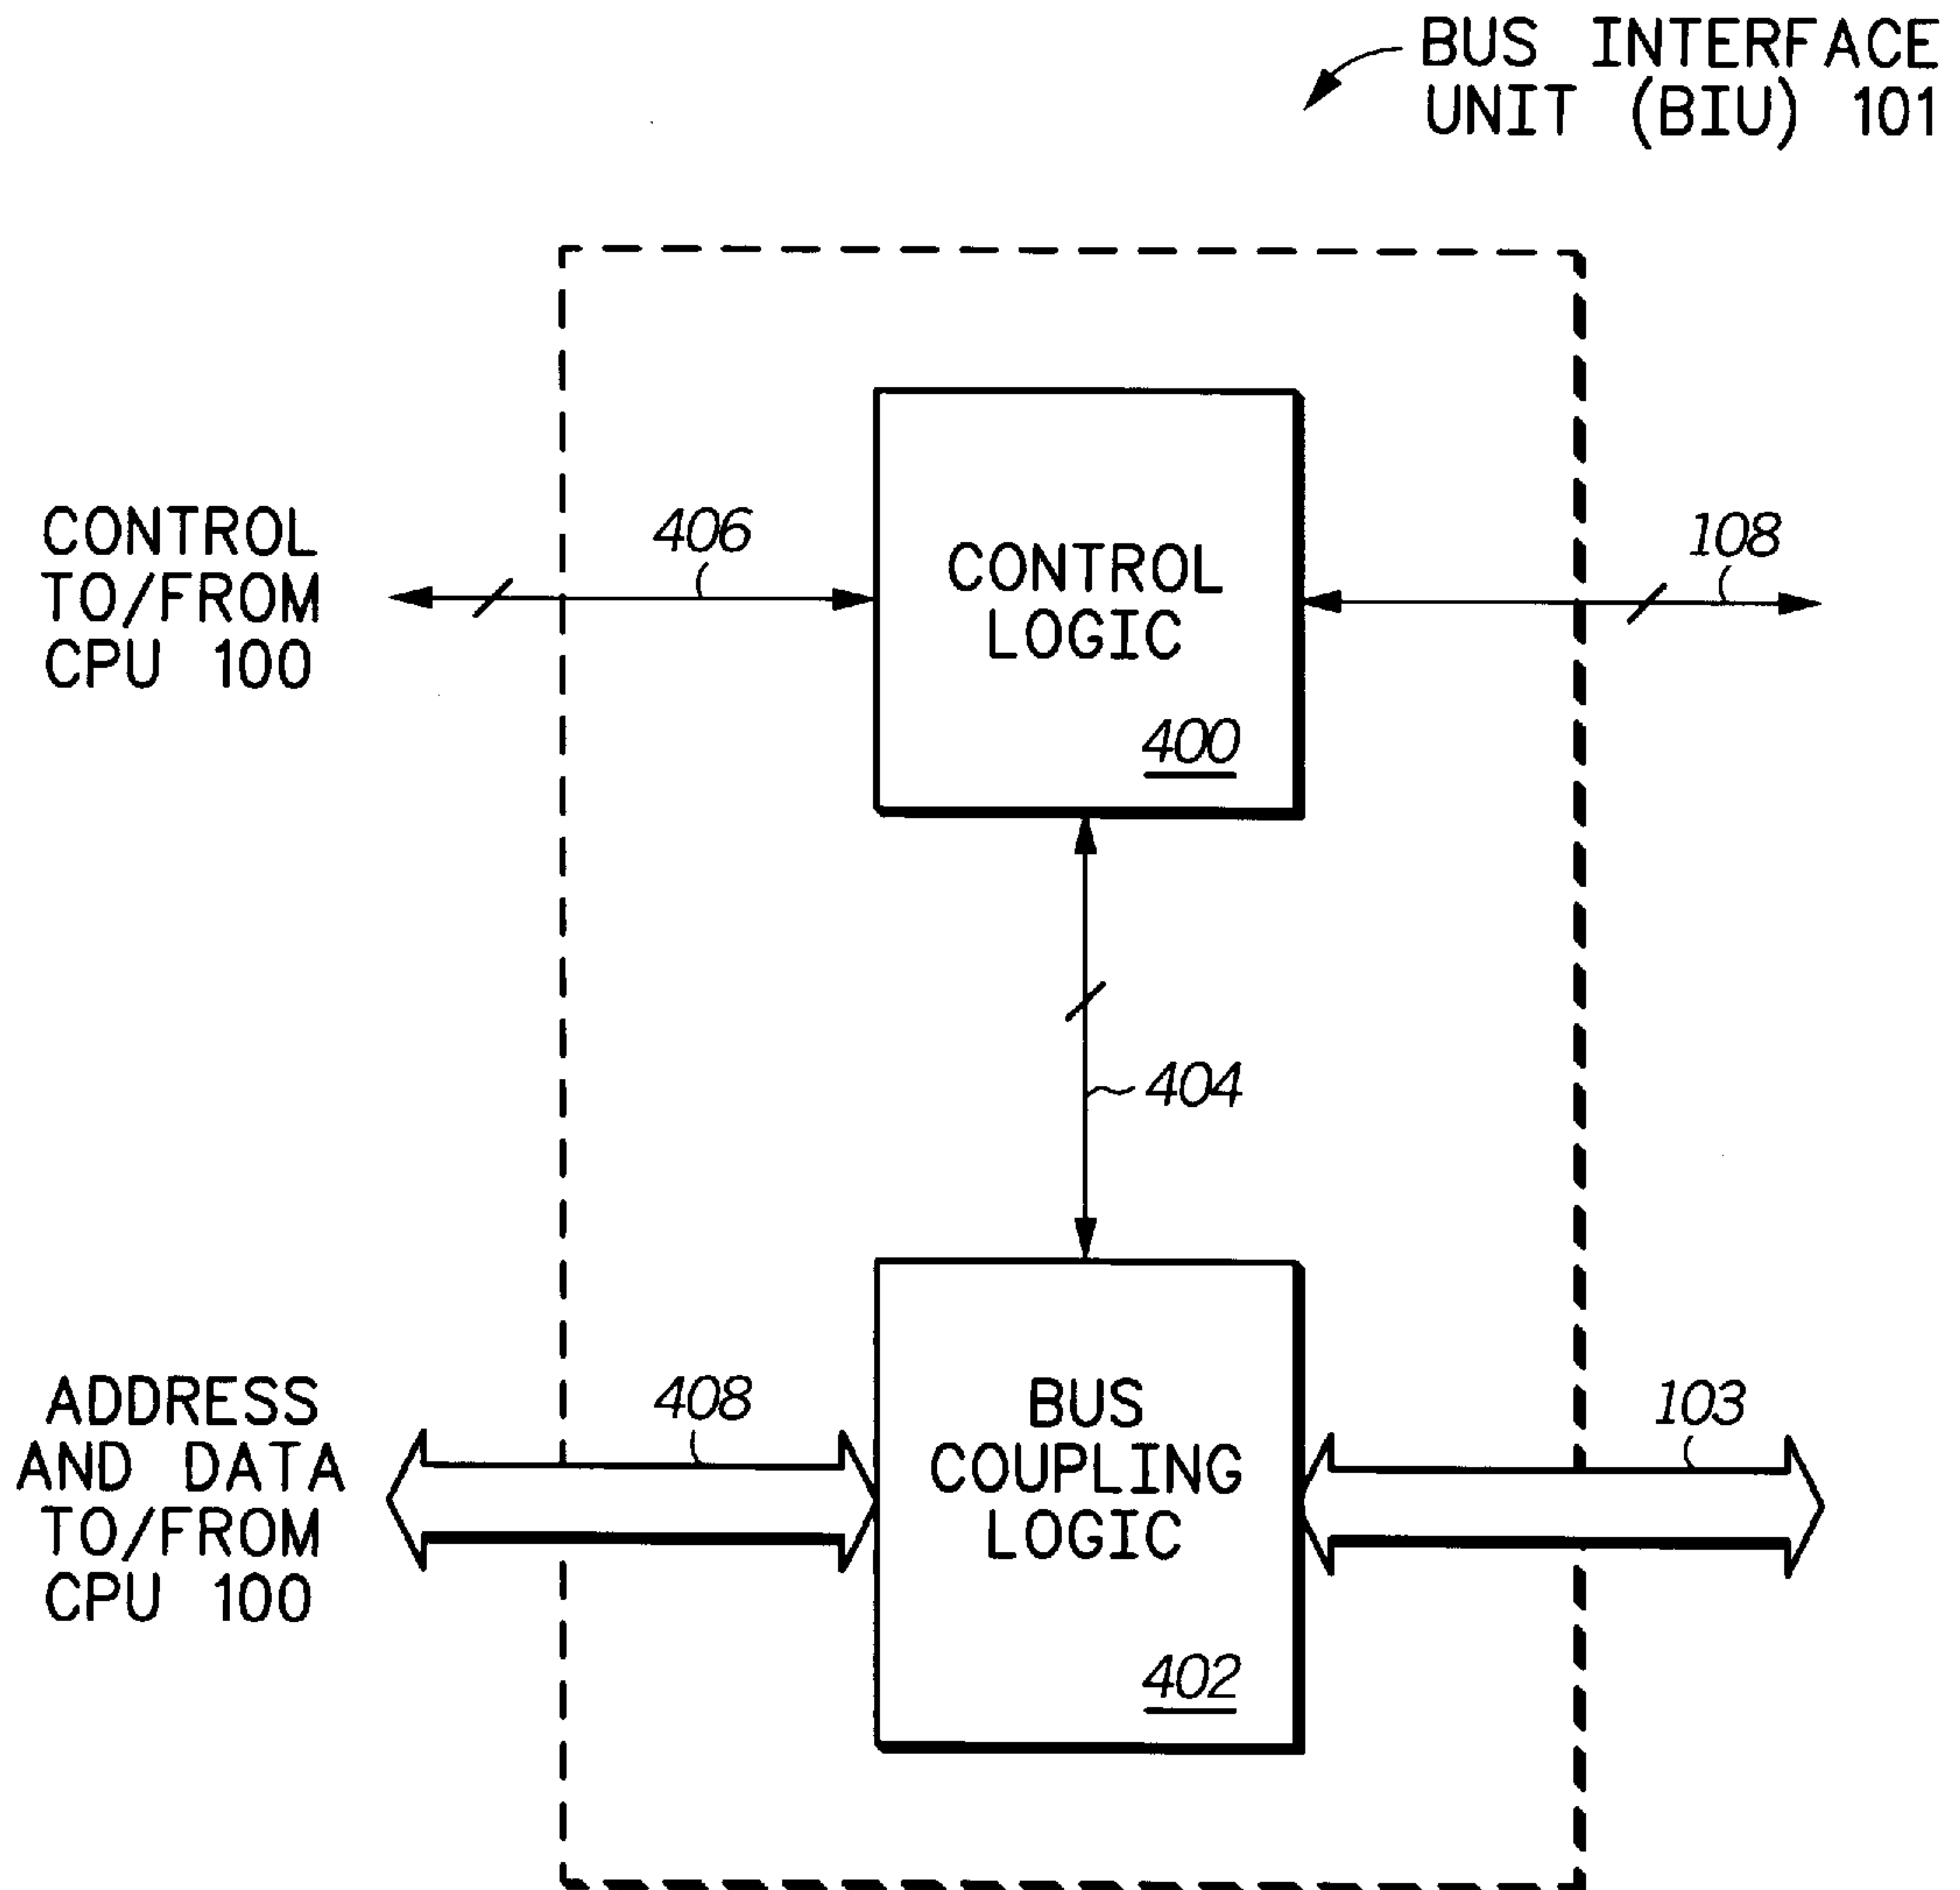 BUS INTERFACE
UNIT (BIU) 101
CONTROL
TO/FROM
CPU 100
406
CONTROL
LOGIC
400
108
404
ADDRESS
AND DATA
TO/FROM
CPU 100
408
BUS
COUPLING
LOGIC
402
103